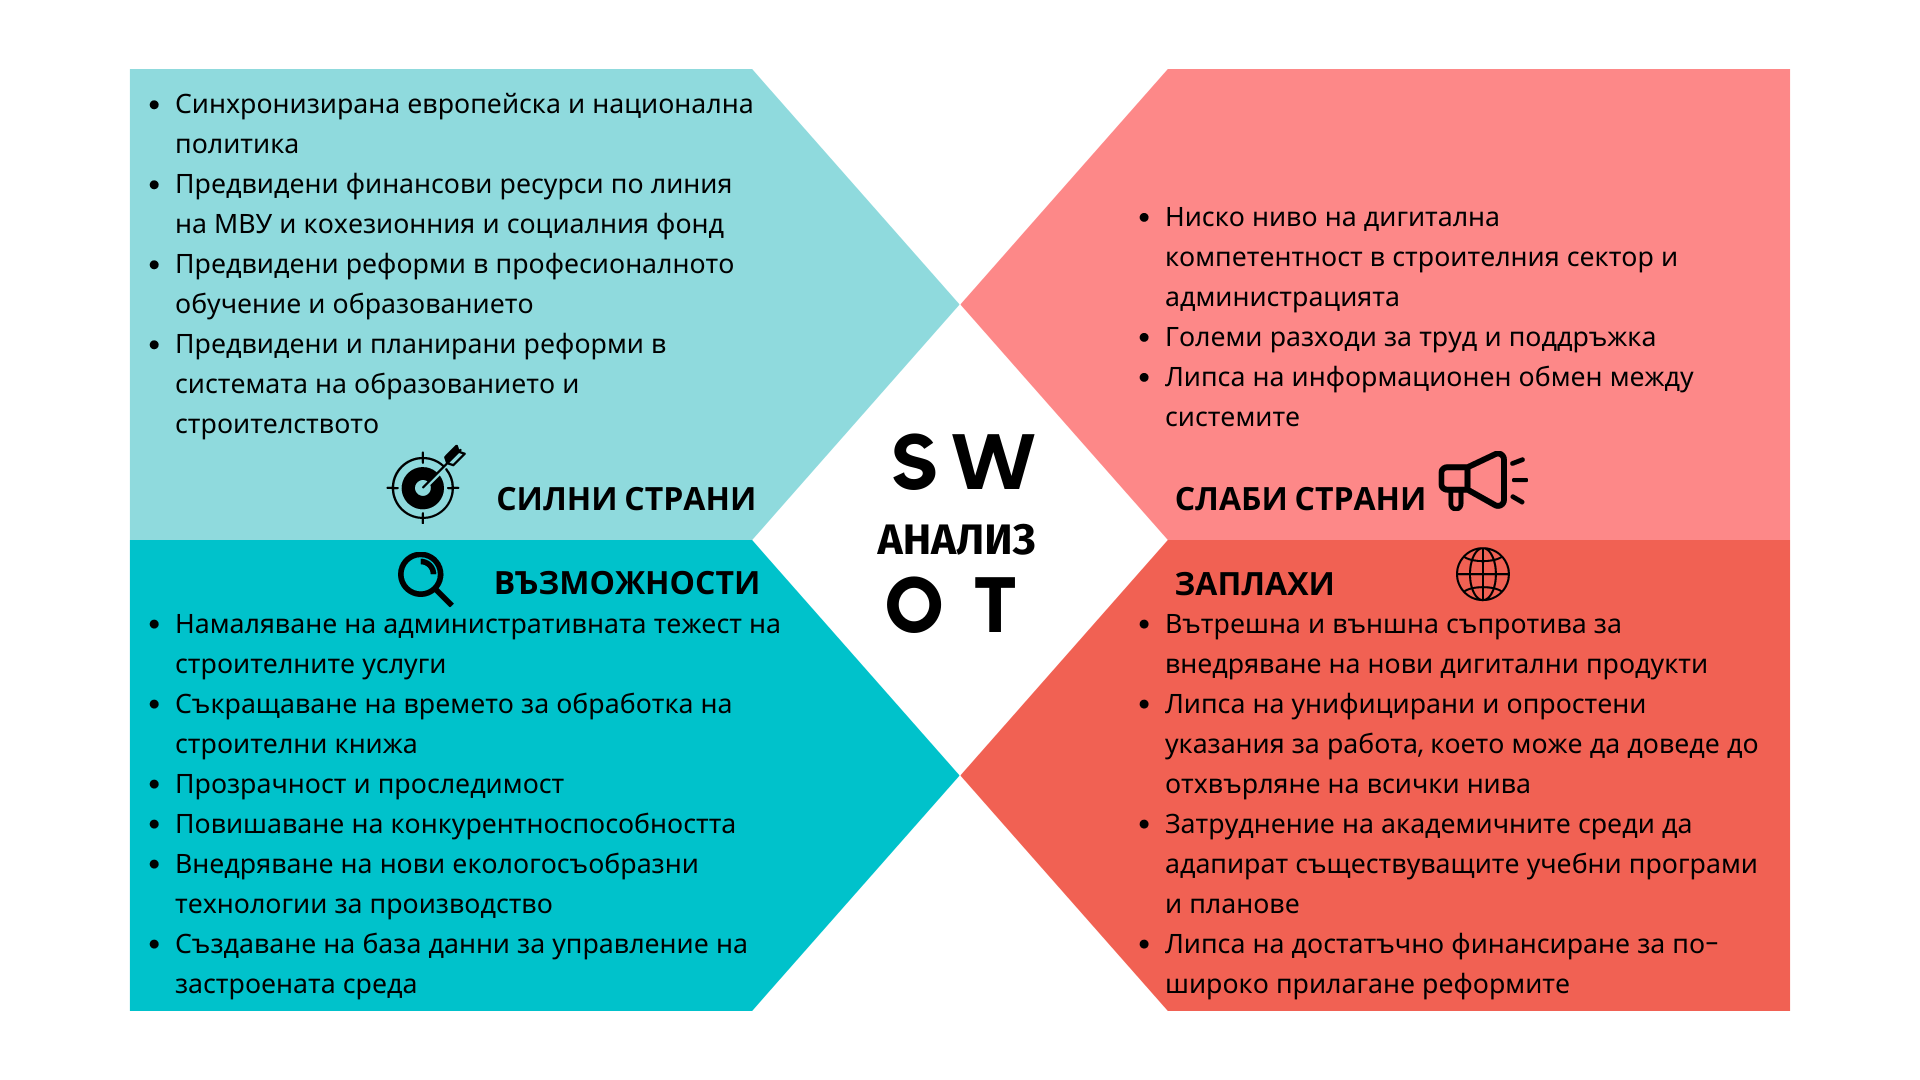 Синхронизирана европейска и национална
политика
Предвидени финансови ресурси по линия
на МВУ и кохезионния и социалния фонд
Предвидени реформи в професионалното
обучение и образованието
Предвидени и планирани реформи в
системата на образованието и
строителството
СИЛНИ СТРАНИ
Ниско ниво на дигитална
компетентност в строителния сектор и
администрацията
Големи разходи за труд и поддръжка
Липса на информационен обмен между
системите
СЛАБИ СТРАНИ
S W
АНАЛИЗ
O T
ВЪЗМОЖНОСТИ
Намаляване на административната тежест на
строителните услуги
Съкращаване на времето за обработка на
строителни книжа
Прозрачност и проследимост
Повишаване на конкурентноспособността
Внедряване на нови екологосъобразни
технологии за производство
Създаване на база данни за управление на
застроената среда
ЗАПЛАХИ
Вътрешна и външна съпротива за
внедряване на нови дигитални продукти
Липса на унифицирани и опростени
указания за работа, което може да доведе до
отхвърляне на всички нива
Затруднение на академичните среди да
адапират съществуващите учебни програми
и планове
Липса на достатъчно финансиране за по-
широко прилагане реформите